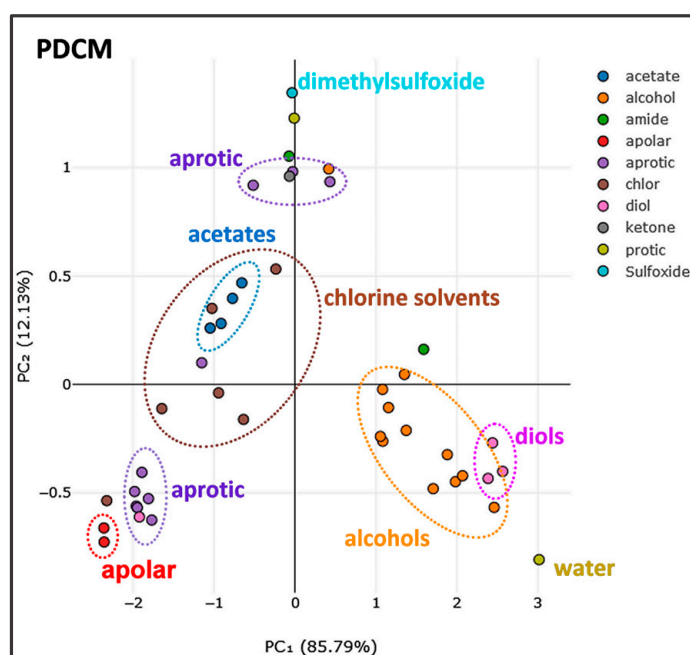 PDCM
dimethylsulfoxide
aprotic
acetates
chlorine solvents
diols
aprotic
alcohols
apolar
water
acetate
alcohol
amide
apolar
aprotic
chlor
diol
ketone
protic
Sulfoxide
1
0.5
0
−0.5
PC₂ (12.13%)
−2
−1
0
1
2
3
PC₁ (85.79%)